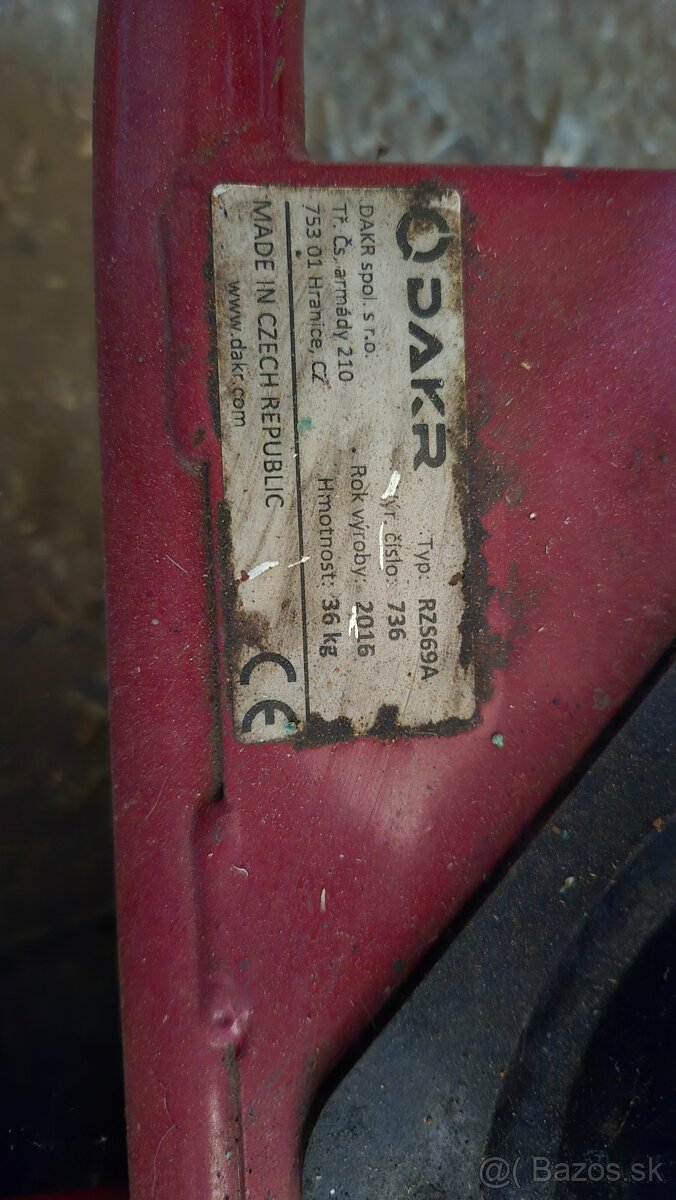 DAKR
DAKR spol. s r.o.
Tř. Čs. armády 210
753 01 Hranice, CZ
Typ: RZS69A
Výr. číslo: 736
Rok výroby: 2016
Hmotnost: 36 kg
MADE IN CZECH REPUBLIC
www.dakr.com
CE
@( Bazos.sk